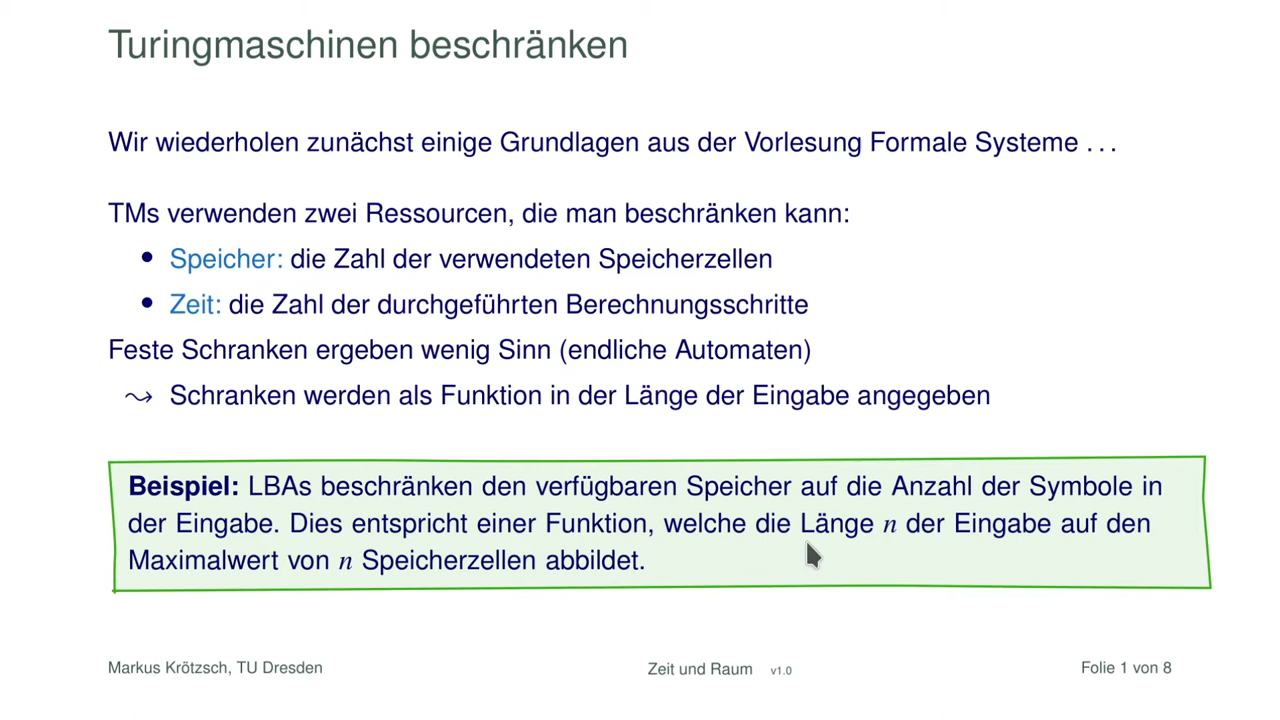 Turingmaschinen beschränken
Wir wiederholen zunächst einige Grundlagen aus der Vorlesung Formale Systeme . . .
TMs verwenden zwei Ressourcen, die man beschränken kann:
• Speicher: die Zahl der verwendeten Speicherzellen
• Zeit: die Zahl der durchgeführten Berechnungsschritte
Feste Schranken ergeben wenig Sinn (endliche Automaten)
⇝ Schranken werden als Funktion in der Länge der Eingabe angegeben
Beispiel: LBAs beschränken den verfügbaren Speicher auf die Anzahl der Symbole in
der Eingabe. Dies entspricht einer Funktion, welche die Länge n der Eingabe auf den
Maximalwert von n Speicherzellen abbildet.
Markus Krötzsch, TU Dresden Zeit und Raum v1.0 Folie 1 von 8